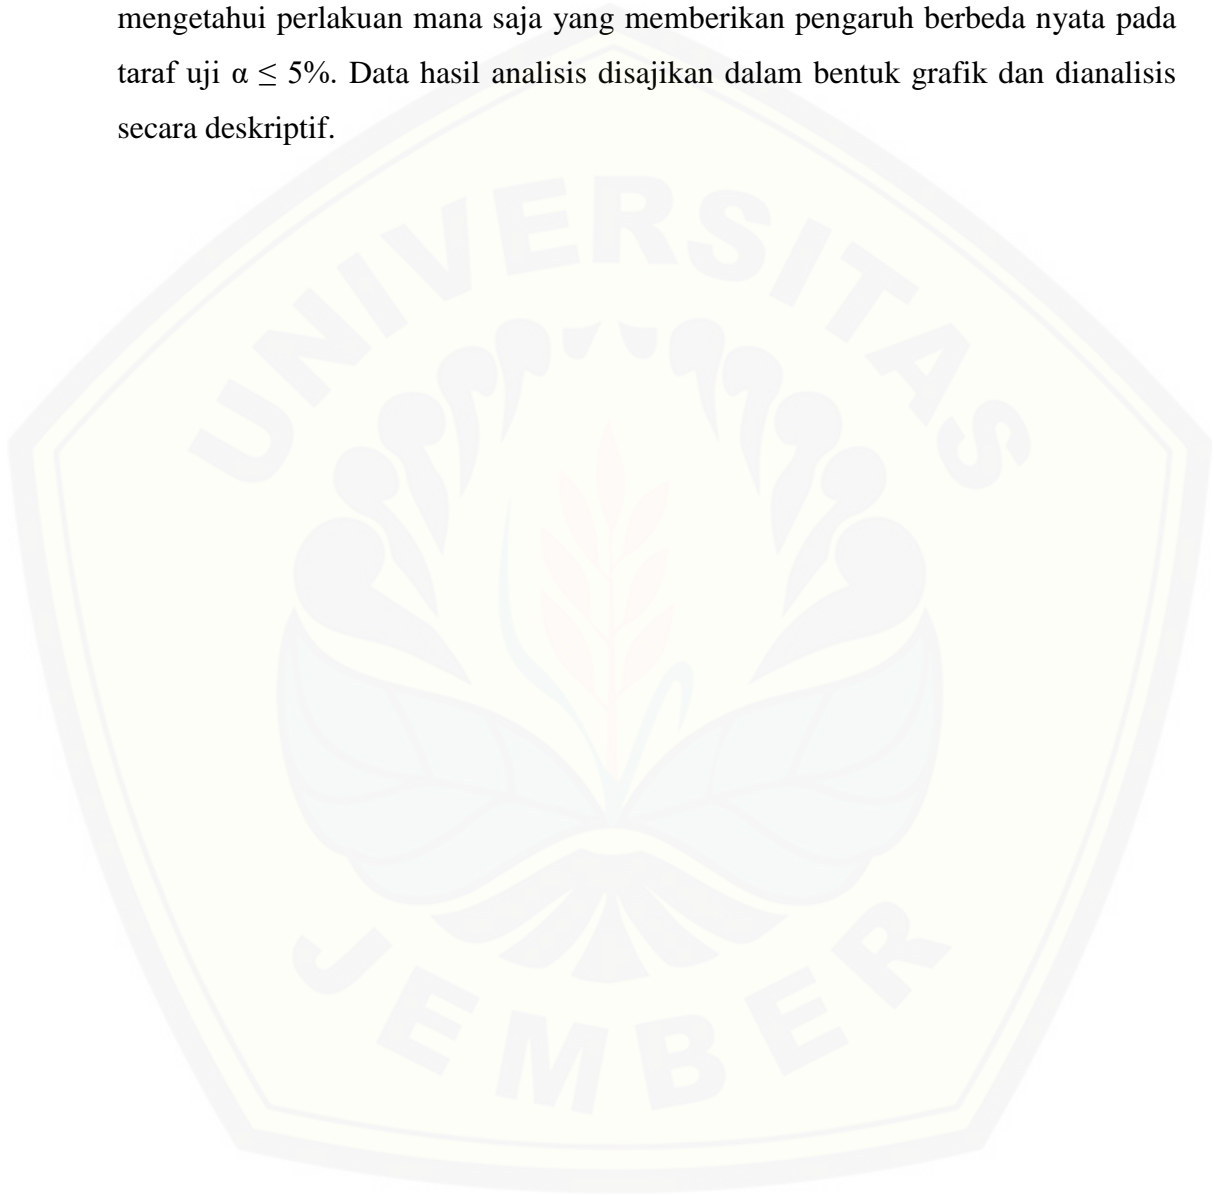 mengetahui perlakuan mana saja yang memberikan pengaruh berbeda nyata pada
taraf uji α ≤ 5%. Data hasil analisis disajikan dalam bentuk grafik dan dianalisis
secara deskriptif.
UNIVERSITAS
JEMBER